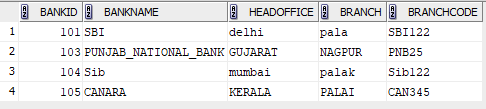 BANKID BANKNAME HEADOFFICE BRANCH BRANCHCODE
1 101 SBI delhi pala SBI122
2 103 PUNJAB_NATIONAL_BANK GUJARAT NAGPUR PNB25
3 104 Sib mumbai palak Sib122
4 105 CANARA KERALA PALAI CAN345